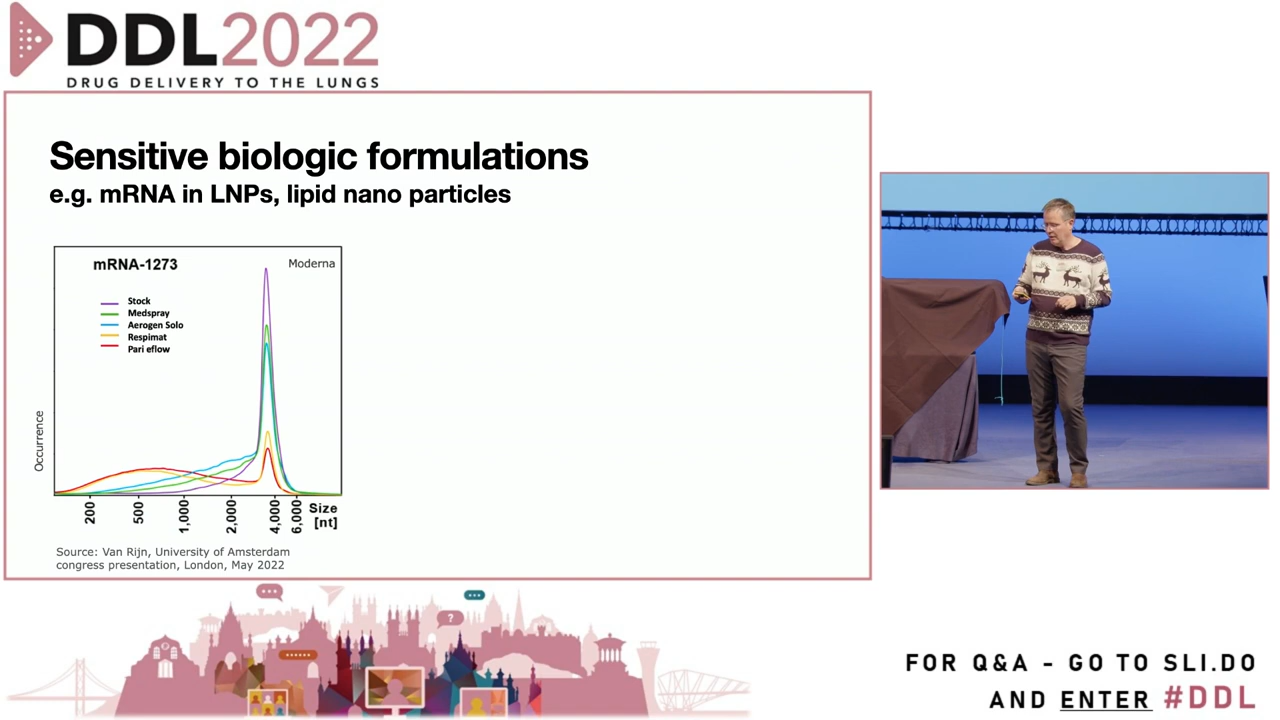 DDL2022
DRUG DELIVERY TO THE LUNGS
Sensitive biologic formulations
e.g. mRNA in LNPs, lipid nano particles
mRNA-1273
Moderna
Stock
Medspray
Aerogen Solo
Respimat
Pari eflow
Occurrence
200
500
1,000
2,000
4,000
6,000
Size
[nt]
Source: Van Rijn, University of Amsterdam
congress presentation, London, May 2022
?
FOR Q&A - GO TO SLI.DO
AND ENTER #DDL